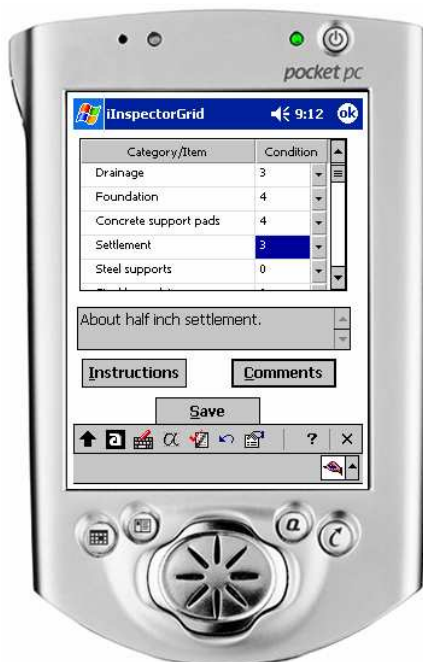 pocket pc
iInspectorGrid 9:12 ok
Category/Item Condition
Drainage 3
Foundation 4
Concrete support pads 4
Settlement 3
Steel supports 0
About half inch settlement.
Instructions Comments
Save
a α ? ×
a